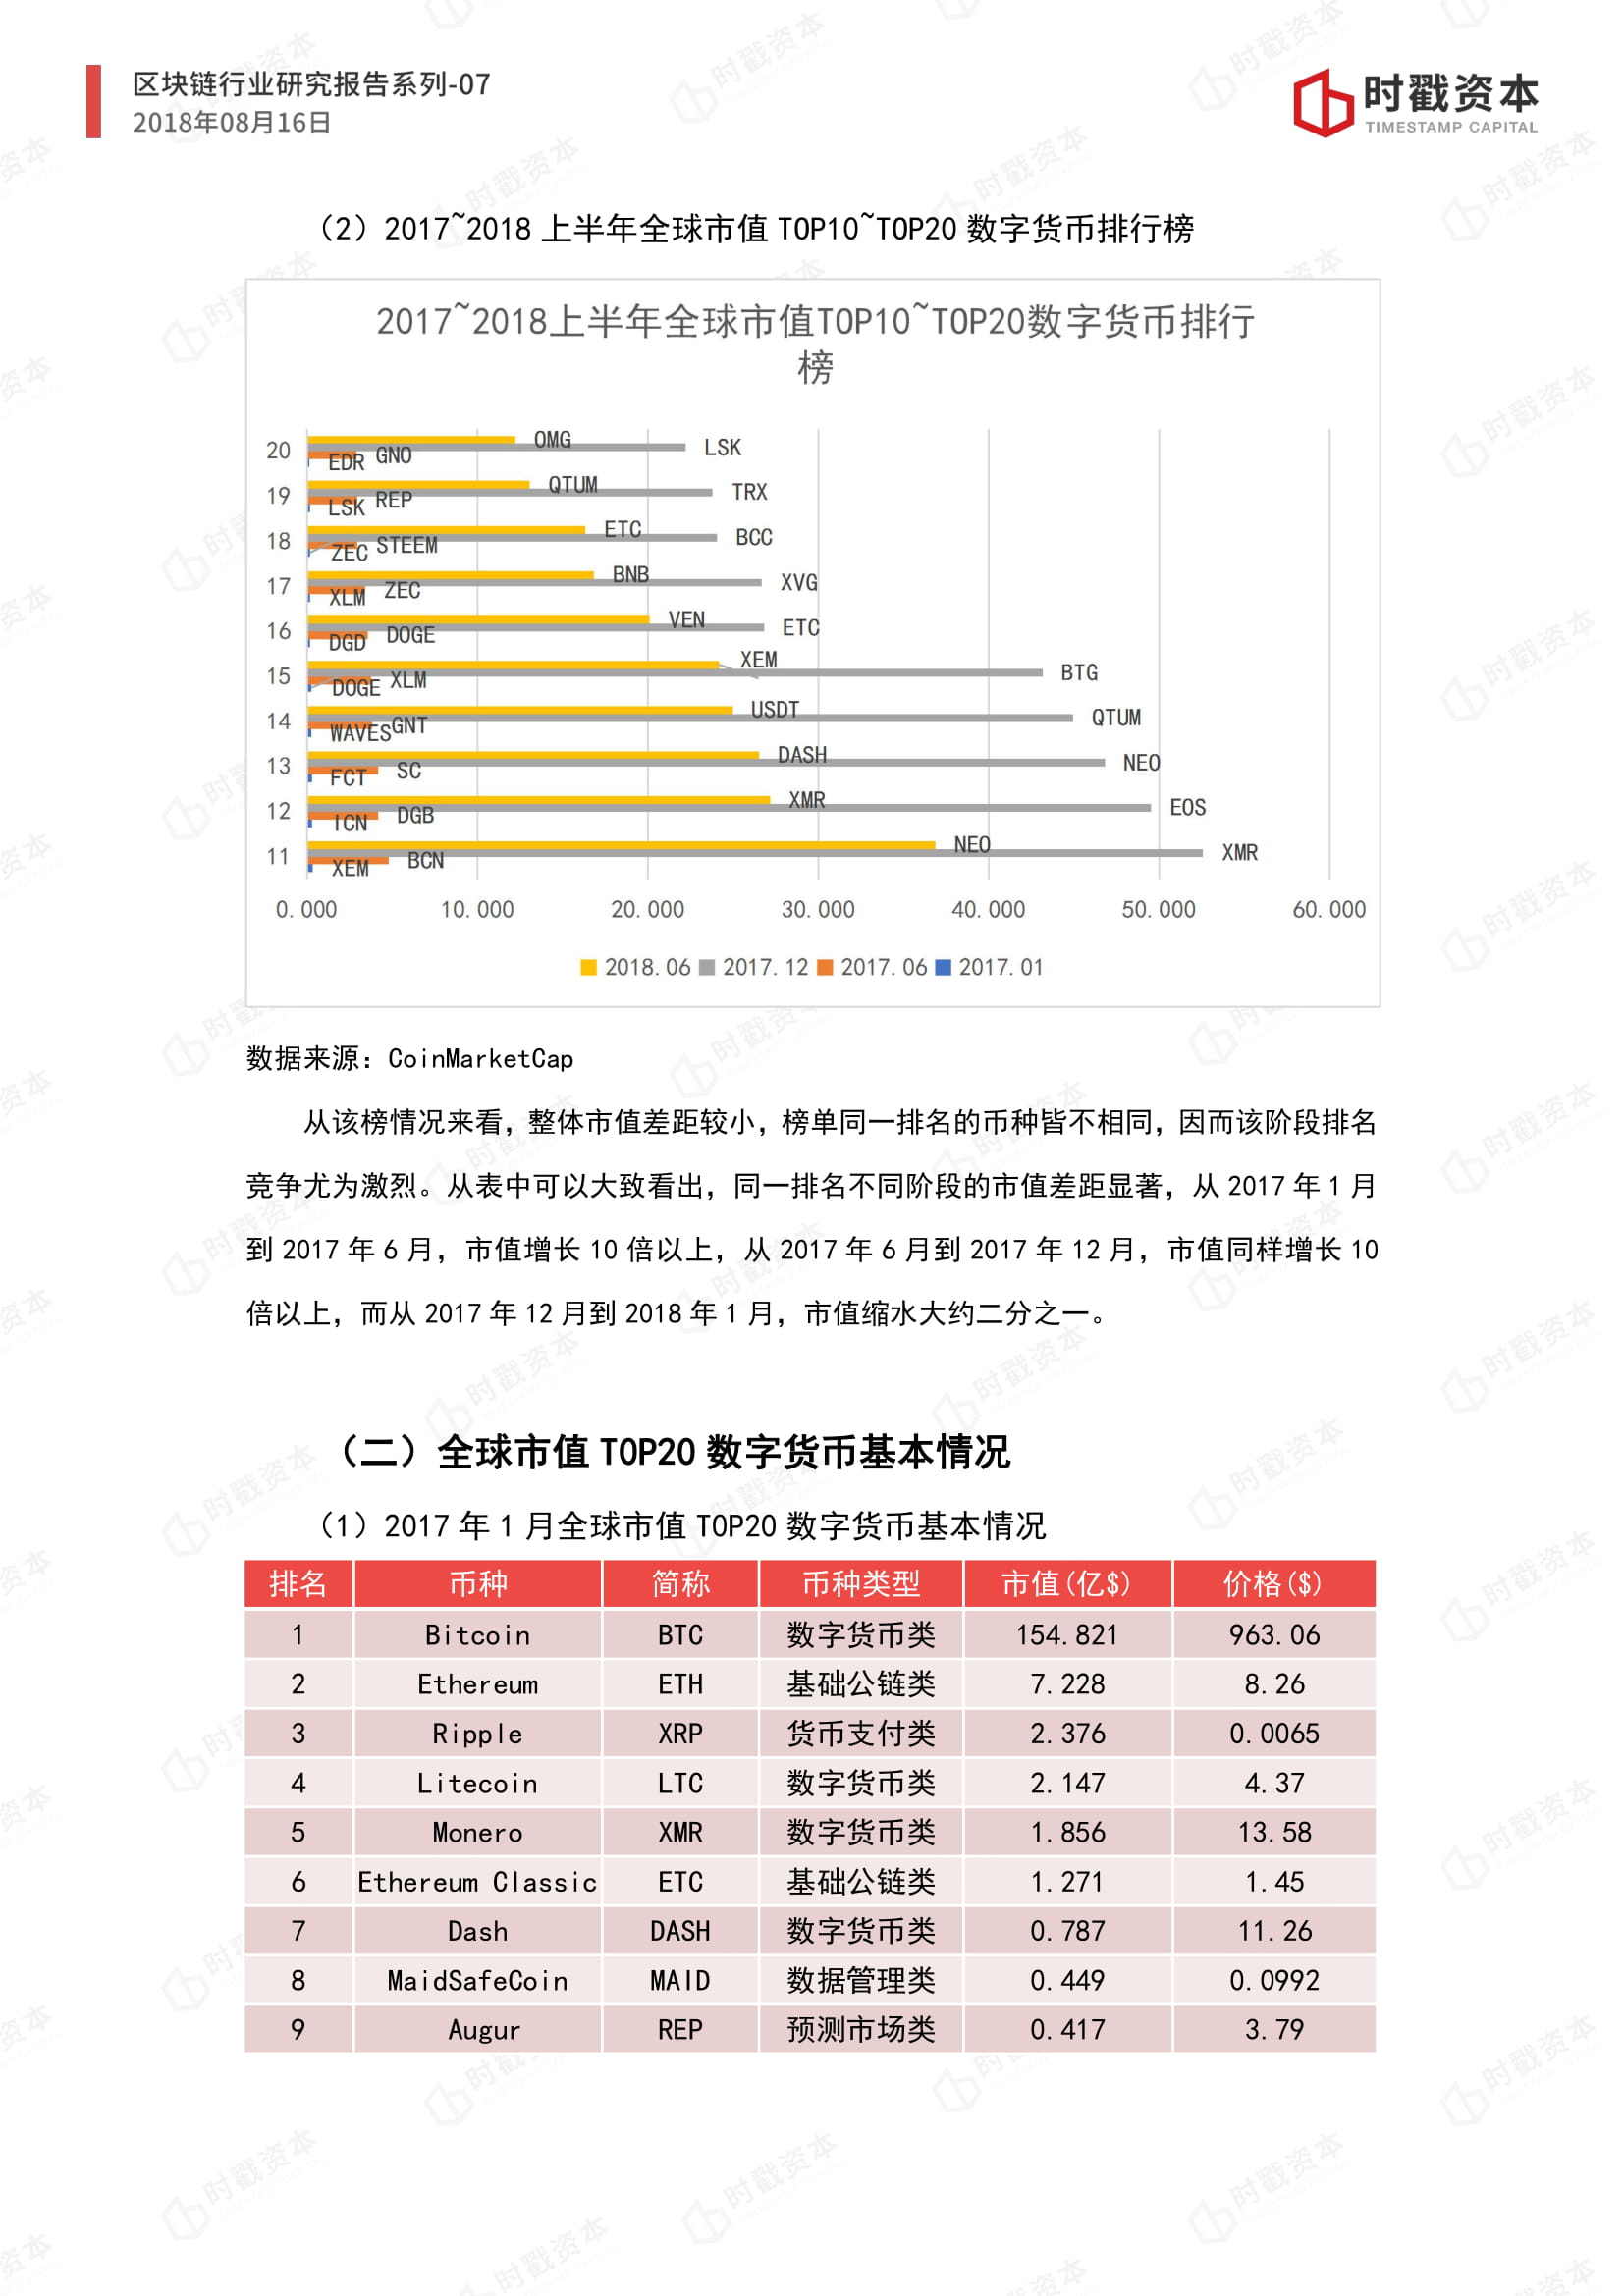 区块链行业研究报告系列-07
2018年08月16日
时戳资本
TIMESTAMP CAPITAL
（2）2017~2018 上半年全球市值 TOP10~TOP20 数字货币排行榜
2017~2018上半年全球市值TOP10~TOP20数字货币排行
榜
20 OMG LSK GNO EDR
19 QTUM TRX REP LSK
18 ETC BCC STEEM ZEC
17 BNB XVG ZEC XLM
16 VEN ETC DOGE DGD
15 XEM BTG XLM DOGE
14 USDT QTUM GNT WAVES
13 DASH NEO SC FCT
12 XMR EOS DGB ICN
11 NEO XMR BCN XEM
0.000 10.000 20.000 30.000 40.000 50.000 60.000
2018.06 2017.12 2017.06 2017.01
数据来源：CoinMarketCap
从该榜情况来看，整体市值差距较小，榜单同一排名的币种皆不相同，因而该阶段排名
竞争尤为激烈。从表中可以大致看出，同一排名不同阶段的市值差距显著，从 2017 年 1 月
到 2017 年 6 月，市值增长 10 倍以上，从 2017 年 6 月到 2017 年 12 月，市值同样增长 10
倍以上，而从 2017 年 12 月到 2018 年 1 月，市值缩水大约二分之一。
（二）全球市值 TOP20 数字货币基本情况
（1）2017 年 1 月全球市值 TOP20 数字货币基本情况
排名 币种 简称 币种类型 市值(亿$) 价格($)
1 Bitcoin BTC 数字货币类 154.821 963.06
2 Ethereum ETH 基础公链类 7.228 8.26
3 Ripple XRP 货币支付类 2.376 0.0065
4 Litecoin LTC 数字货币类 2.147 4.37
5 Monero XMR 数字货币类 1.856 13.58
6 Ethereum Classic ETC 基础公链类 1.271 1.45
7 Dash DASH 数字货币类 0.787 11.26
8 MaidSafeCoin MAID 数据管理类 0.449 0.0992
9 Augur REP 预测市场类 0.417 3.79